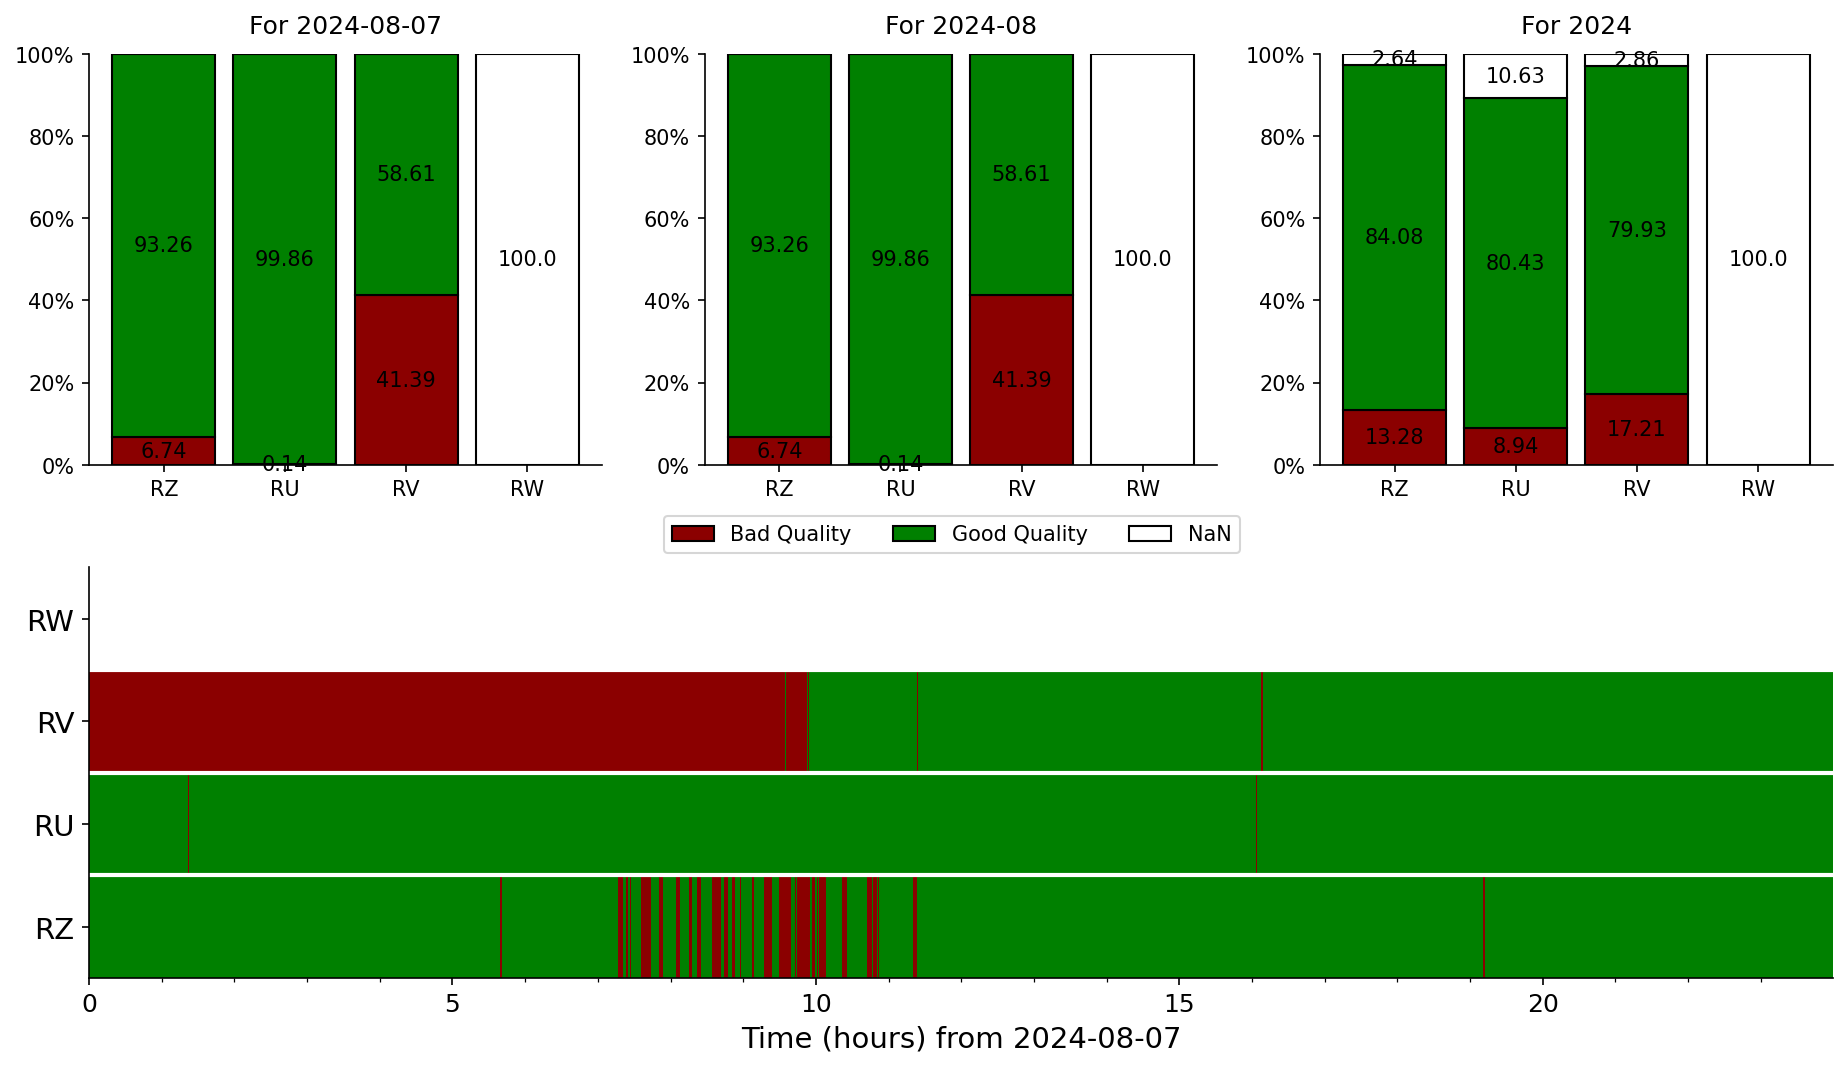 For 2024-08-07
For 2024-08
For 2024
100%
80%
60%
40%
20%
0%
93.26
6.74
99.86
0.14
58.61
41.39
100.0
RZ
RU
RV
RW
100%
80%
60%
40%
20%
0%
93.26
6.74
99.86
0.14
58.61
41.39
100.0
RZ
RU
RV
RW
100%
80%
60%
40%
20%
0%
2.64
84.08
13.28
10.63
80.43
8.94
2.86
79.93
17.21
100.0
RZ
RU
RV
RW
Bad Quality
Good Quality
NaN
RW
RV
RU
RZ
0
5
10
15
20
Time (hours) from 2024-08-07